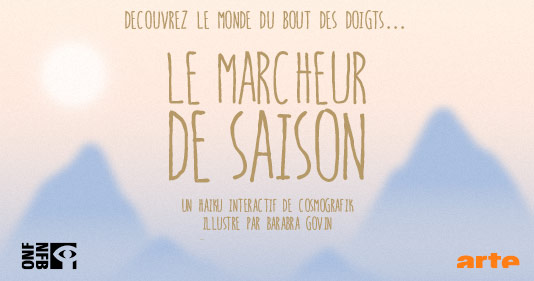 DECOUVREZ LE MONDE DU BOUT DES DOIGTS...
LE MARCHEUR
DE SAISON
UN HAIKU INTERACTIF DE COSMOGRAFIK
ILLUSTRE PAR BARABRA GOVIN
ONF
NFB
arte